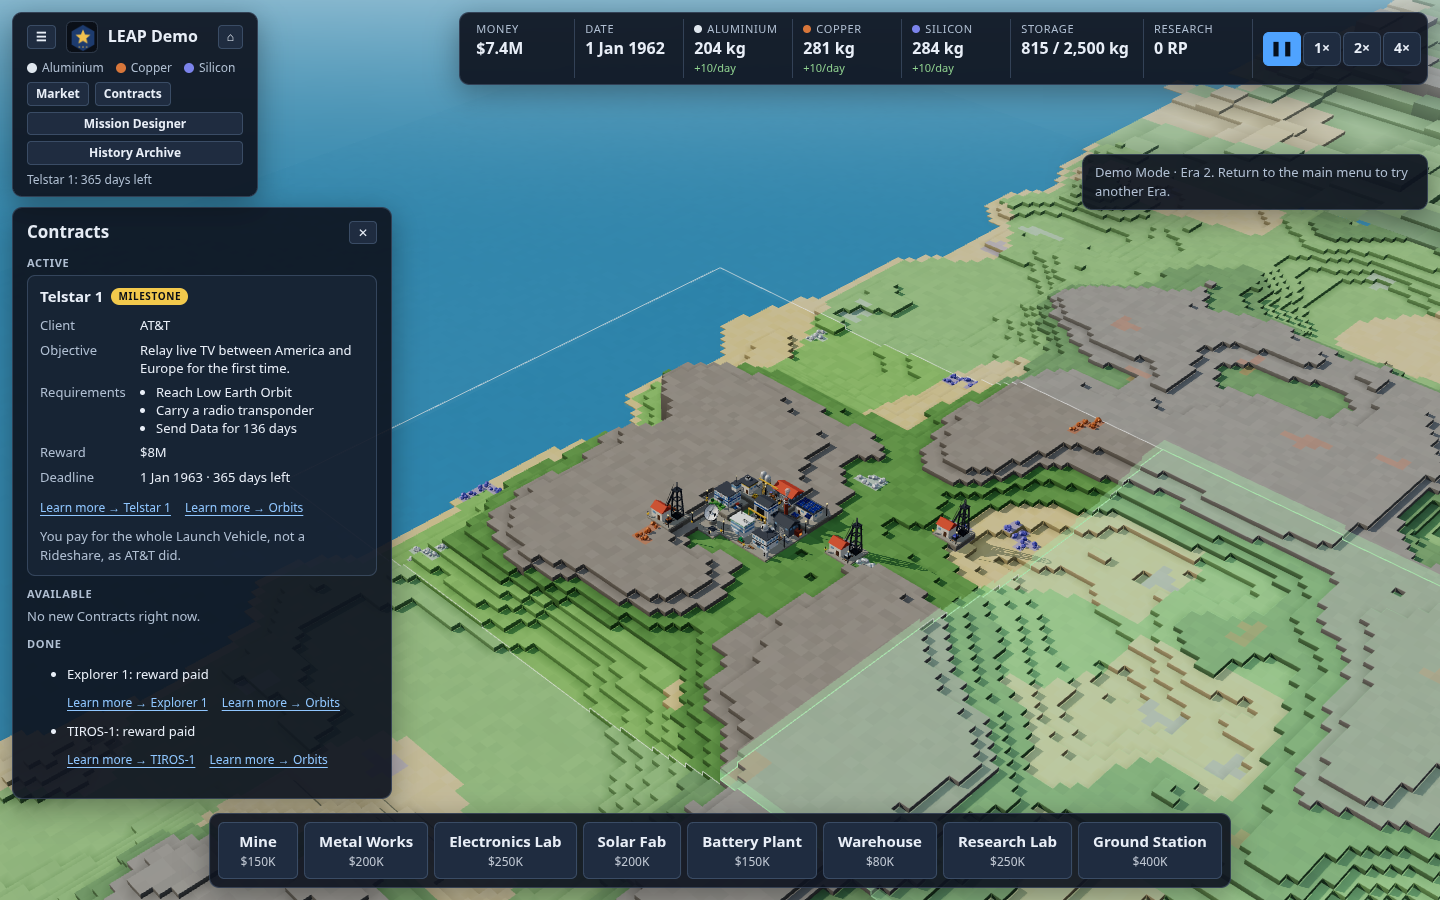 ☰ LEAP Demo ⌂
Aluminium Copper Silicon
Market Contracts
Mission Designer
History Archive
Telstar 1: 365 days left
MONEY
$7.4M
DATE
1 Jan 1962
ALUMINIUM
204 kg
+10/day
COPPER
281 kg
+10/day
SILICON
284 kg
+10/day
STORAGE
815 / 2,500 kg
RESEARCH
0 RP
1× 2× 4×
Demo Mode · Era 2. Return to the main menu to try
another Era.
Contracts ✕
ACTIVE
Telstar 1 MILESTONE
Client AT&T
Objective Relay live TV between America and
Europe for the first time.
Requirements • Reach Low Earth Orbit
• Carry a radio transponder
• Send Data for 136 days
Reward $8M
Deadline 1 Jan 1963 · 365 days left
Learn more → Telstar 1 Learn more → Orbits
You pay for the whole Launch Vehicle, not a
Rideshare, as AT&T did.
AVAILABLE
No new Contracts right now.
DONE
• Explorer 1: reward paid
Learn more → Explorer 1 Learn more → Orbits
• TIROS-1: reward paid
Learn more → TIROS-1 Learn more → Orbits
Mine
$150K
Metal Works
$200K
Electronics Lab
$250K
Solar Fab
$200K
Battery Plant
$150K
Warehouse
$80K
Research Lab
$250K
Ground Station
$400K